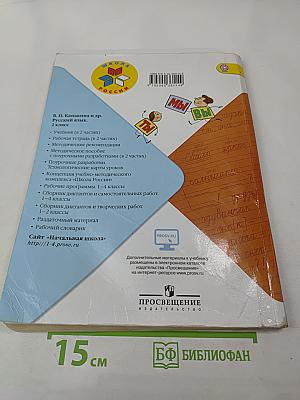 ШКОЛА
РОССИИ
В. П. Канакина и др.
Русский язык.
2 класс
- Учебник (в 2 частях)
- Рабочая тетрадь (в 2 частях)
- Методические рекомендации
- Методическое пособие
с поурочными разработками (в 2 частях)
- Поурочные разработки.
Технологические карты уроков
• Концепция учебно-методического
комплекса «Школа России»
• Рабочие программы. 1—4 классы
• Сборник диктантов и самостоятельных работ.
1—4 классы
• Сборник диктантов и творческих работ.
1—2 классы
• Раздаточный материал
• Рабочий словарик
Сайт «Начальная школа»
http://1-4.prosv.ru
ТЫ
МЫ
ВЫ
PROSV.RU
Дополнительные материалы к учебнику
размещены в электронном каталоге
издательства «Просвещение»
на интернет-ресурсе www.prosv.ru
ПРОСВЕЩЕНИЕ
ИЗДАТЕЛЬСТВО
15 см
БФ БИБЛИОФАН